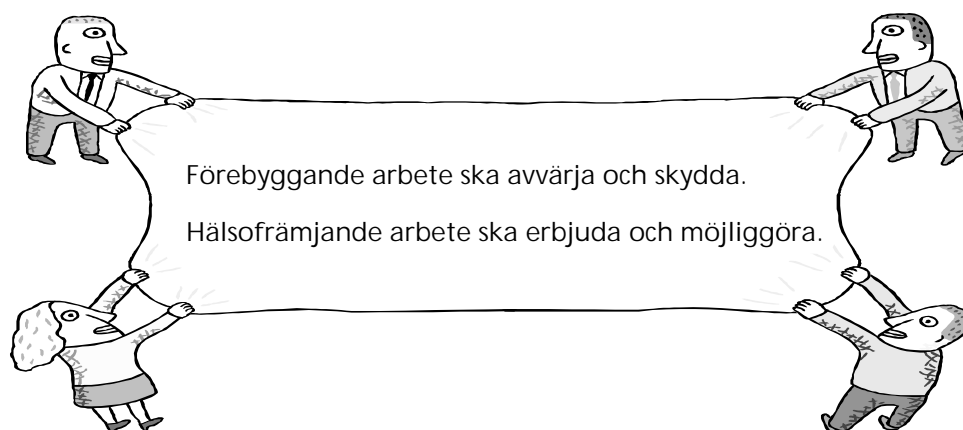 Förebyggande arbete ska avvärja och skydda.
Hälsofrämjande arbete ska erbjuda och möjliggöra.